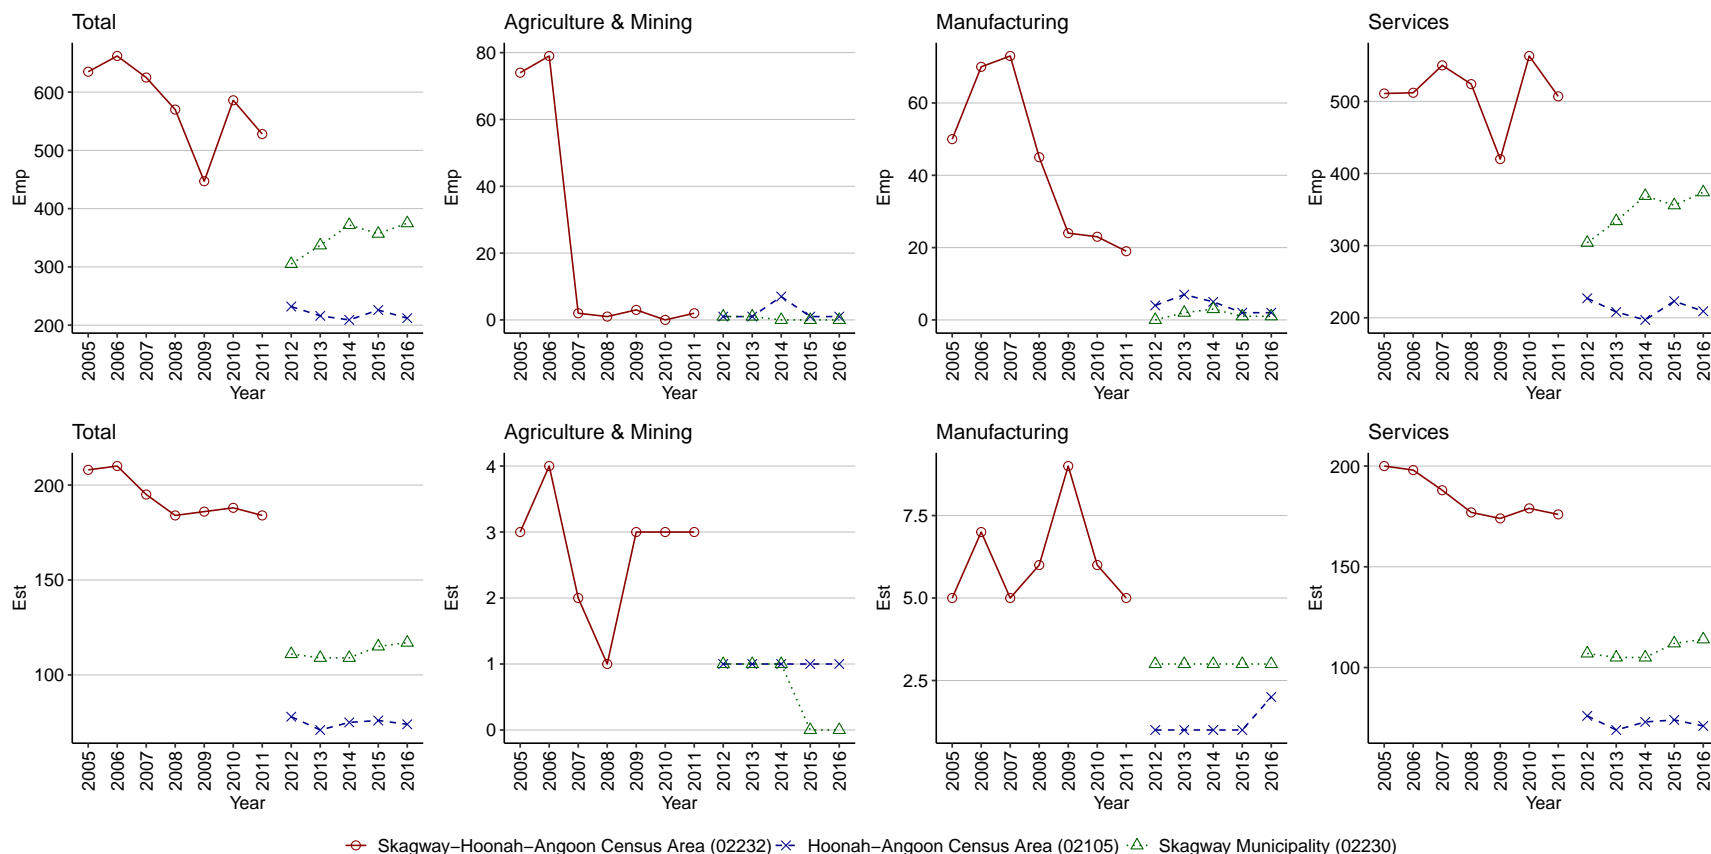 Total Agriculture & Mining Manufacturing Services
Emp Emp Emp Emp
600
500
400
300
200
80
60
40
20
0
60
40
20
0
500
400
300
200
2005 2006 2007 2008 2009 2010 2011 2012 2013 2014 2015 2016
2005 2006 2007 2008 2009 2010 2011 2012 2013 2014 2015 2016
2005 2006 2007 2008 2009 2010 2011 2012 2013 2014 2015 2016
2005 2006 2007 2008 2009 2010 2011 2012 2013 2014 2015 2016
Year Year Year Year
Total Agriculture & Mining Manufacturing Services
Est Est Est Est
200
150
100
4
3
2
1
0
7.5
5.0
2.5
200
150
100
2005 2006 2007 2008 2009 2010 2011 2012 2013 2014 2015 2016
2005 2006 2007 2008 2009 2010 2011 2012 2013 2014 2015 2016
2005 2006 2007 2008 2009 2010 2011 2012 2013 2014 2015 2016
2005 2006 2007 2008 2009 2010 2011 2012 2013 2014 2015 2016
Year Year Year Year
Skagway−Hoonah−Angoon Census Area (02232) Hoonah−Angoon Census Area (02105) Skagway Municipality (02230)